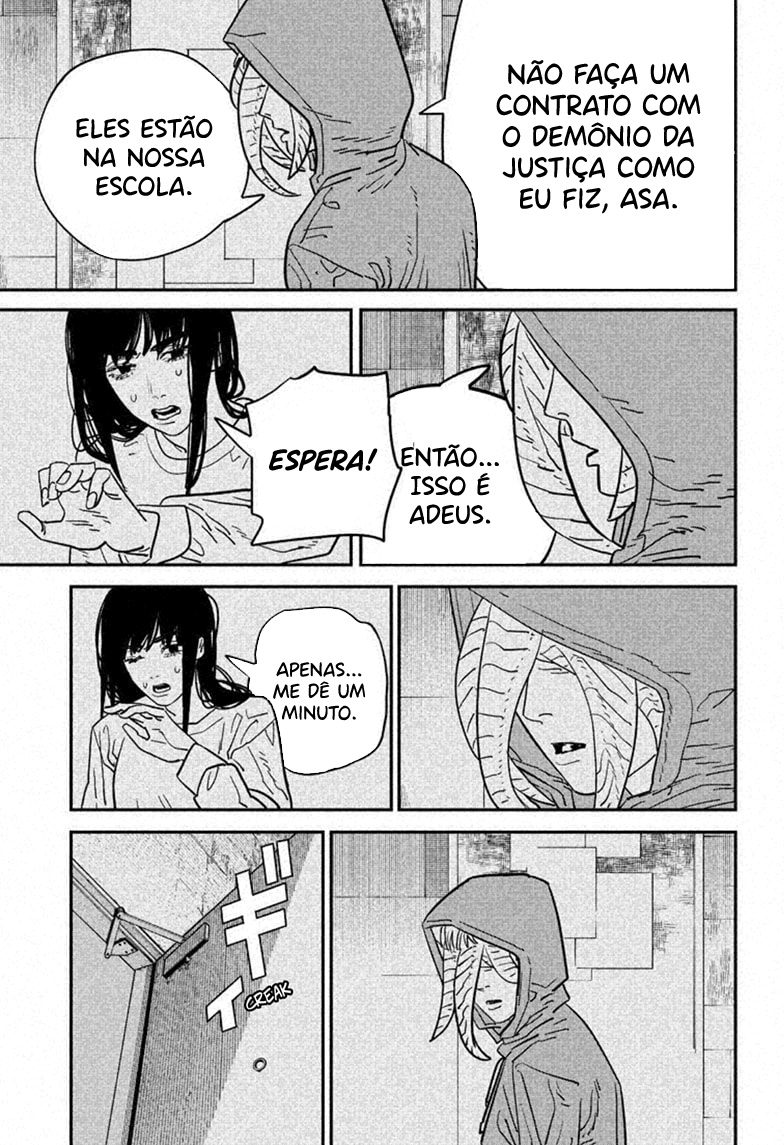 NÃO FAÇA UM
CONTRATO COM
O DEMÔNIO DA
JUSTIÇA COMO
EU FIZ, ASA.
ELES ESTÃO
NA NOSSA
ESCOLA.
ENTÃO...
ISSO É
ADEUS.
ESPERA!
APENAS...
ME DÊ UM
MINUTO.
ギィ
CREAK